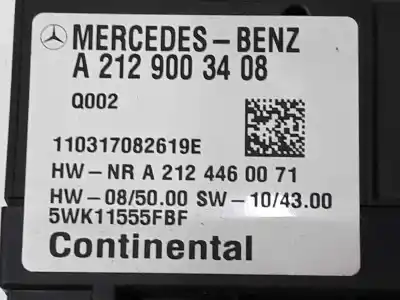 MERCEDES-BENZ
A 212 900 34 08
Q002
110317082619E
HW-NR A 212 446 00 71
HW-08/50.00 SW-10/43.00
5WK11555FBF
Continental